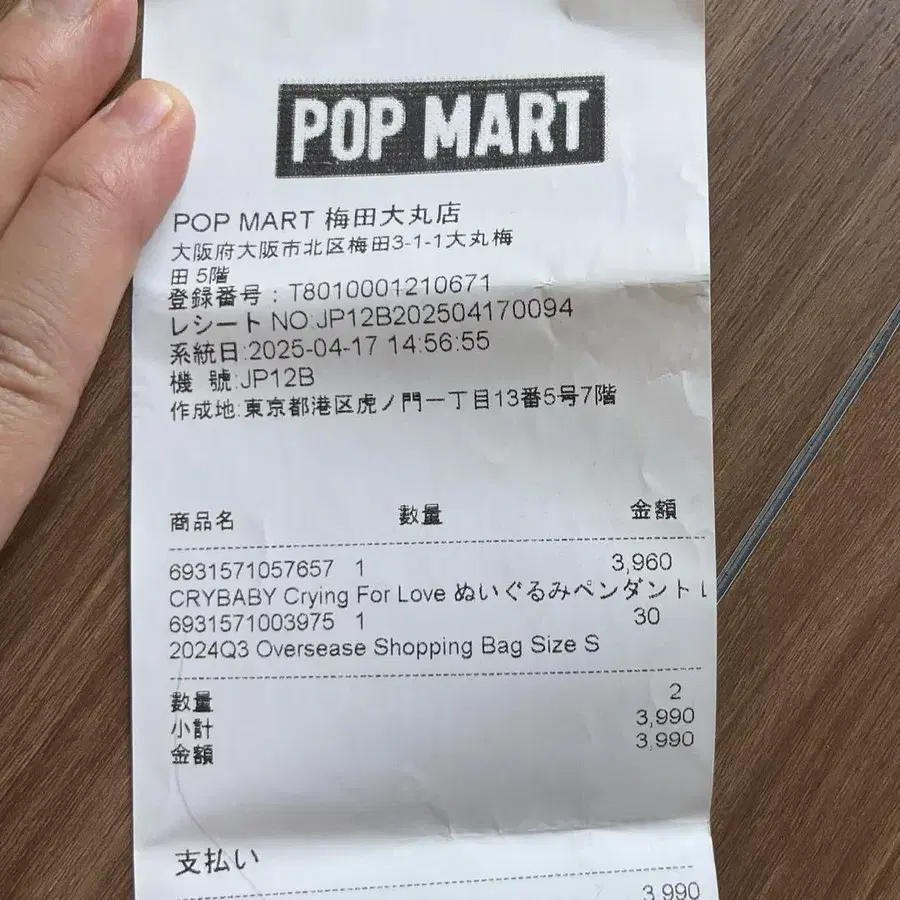 POP MART
POP MART 梅田大丸店
大阪府大阪市北区梅田3-1-1大丸梅
田 5階
登録番号：T8010001210671
レシート NO:JP12B202504170094
系統日:2025-04-17 14:56:55
機 號:JP12B
作成地:東京都港区虎ノ門一丁目13番5号7階
商品名 數量 金額
6931571057657 1 3,960
CRYBABY Crying For Love ぬいぐるみペンダント
6931571003975 1 30
2024Q3 Oversease Shopping Bag Size S
數量 2
小計 3,990
金額 3,990
支払い
3,990